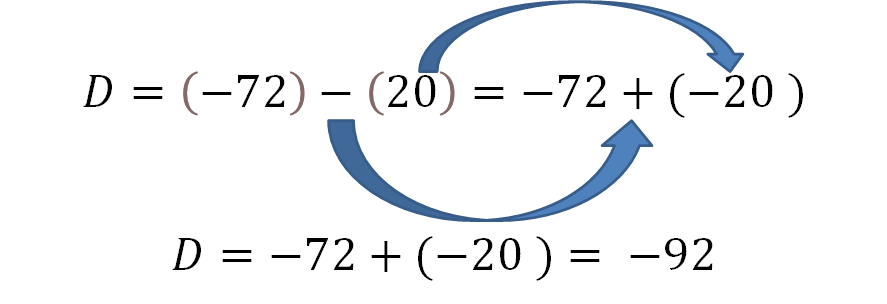 D = (−72) − (20) = −72 + (−20 )
D = −72 + (−20 ) = −92